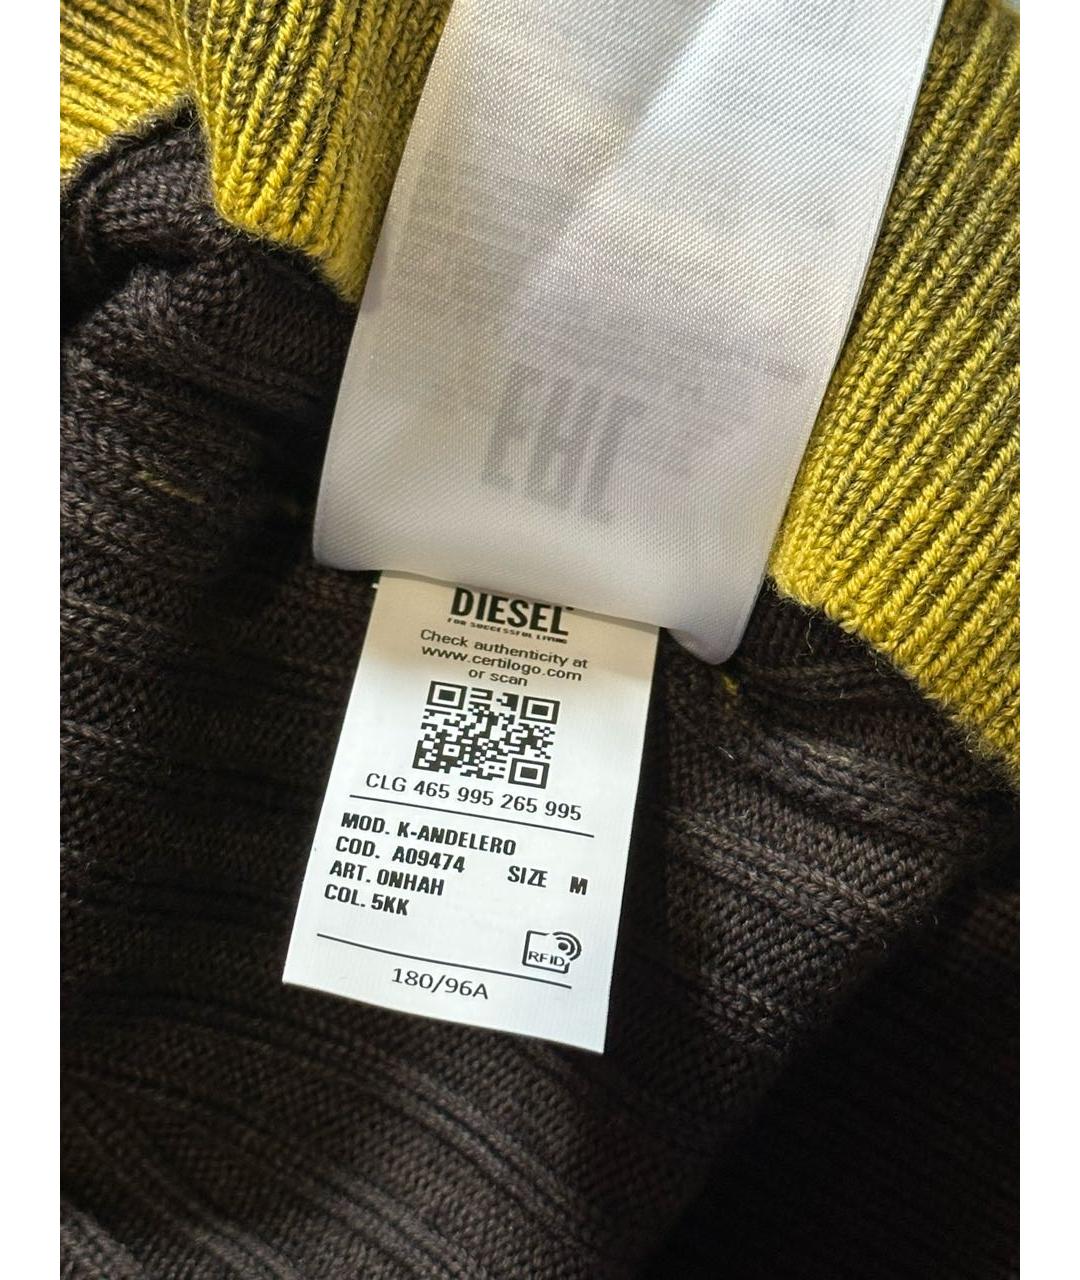 DIESEL
FOR SUCCESSFUL LIVING
Check authenticity at
www.certilogo.com
or scan
CLG 465 995 265 995
MOD. K-ANDELERO
COD. A09474 SIZE M
ART. 0NHAH
COL. 5KK
RFID
180/96A